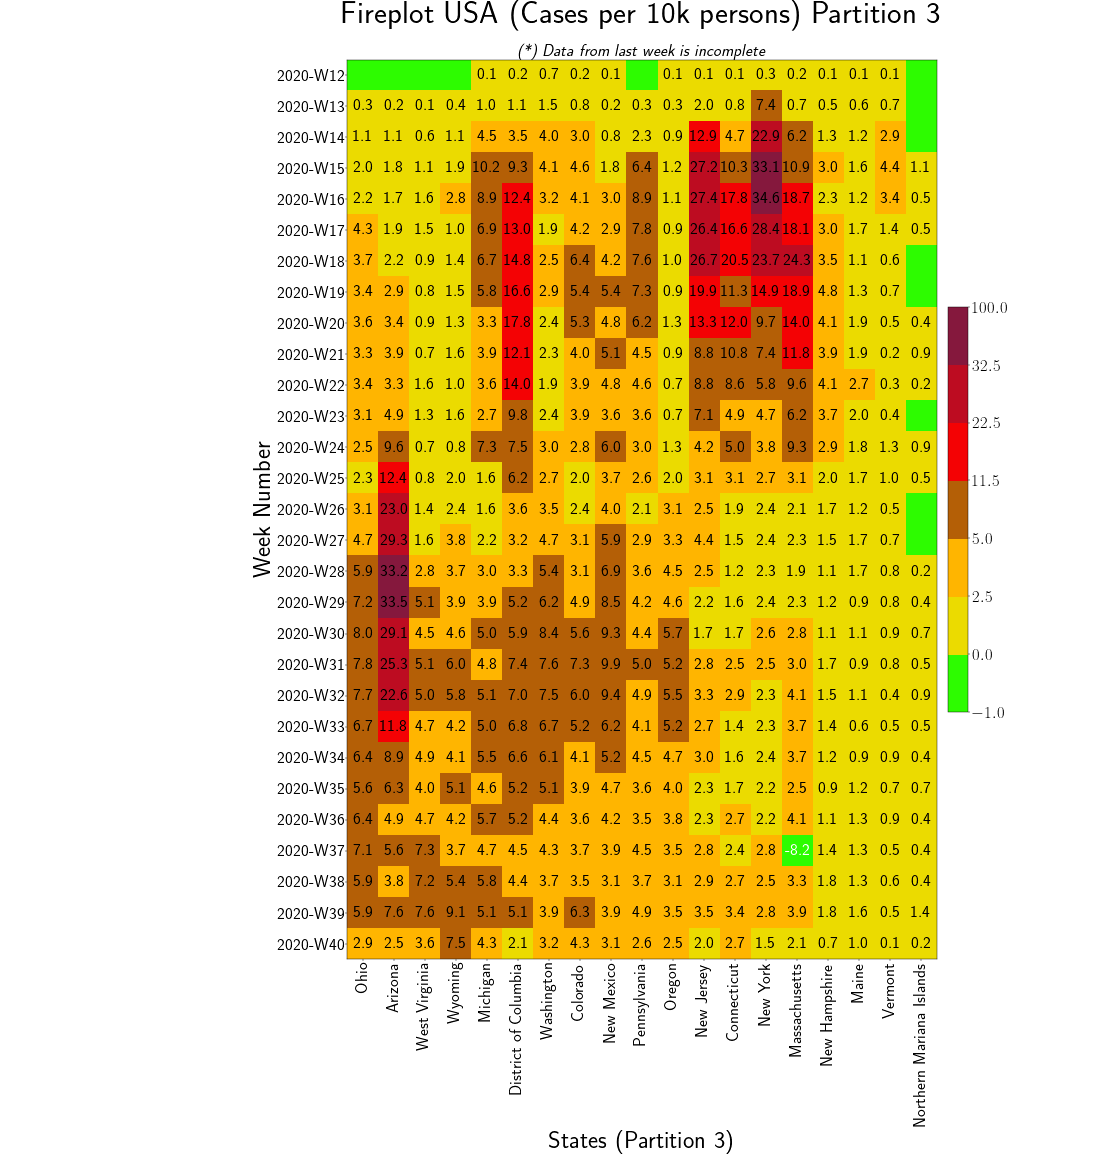 Fireplot USA (Cases per 10k persons) Partition 3
(*) Data from last week is incomplete
2020-W12 0.1 0.2 0.7 0.2 0.1 0.1 0.1 0.1 0.3 0.2 0.1 0.1 0.1
2020-W13 0.3 0.2 0.1 0.4 1.0 1.1 1.5 0.8 0.2 0.3 0.3 2.0 0.8 7.4 0.7 0.5 0.6 0.7
2020-W14 1.1 1.1 0.6 1.1 4.5 3.5 4.0 3.0 0.8 2.3 0.9 12.9 4.7 22.9 6.2 1.3 1.2 2.9
2020-W15 2.0 1.8 1.1 1.9 10.2 9.3 4.1 4.6 1.8 6.4 1.2 27.2 10.3 33.1 10.9 3.0 1.6 4.4 1.1
2020-W16 2.2 1.7 1.6 2.8 8.9 12.4 3.2 4.1 3.0 8.9 1.1 27.4 17.8 34.6 18.7 2.3 1.2 3.4 0.5
2020-W17 4.3 1.9 1.5 1.0 6.9 13.0 1.9 4.2 2.9 7.8 0.9 26.4 16.6 28.4 18.1 3.0 1.7 1.4 0.5
2020-W18 3.7 2.2 0.9 1.4 6.7 14.8 2.5 6.4 4.2 7.6 1.0 26.7 20.5 23.7 24.3 3.5 1.1 0.6
2020-W19 3.4 2.9 0.8 1.5 5.8 16.6 2.9 5.4 5.4 7.3 0.9 19.9 11.3 14.9 18.9 4.8 1.3 0.7
2020-W20 3.6 3.4 0.9 1.3 3.3 17.8 2.4 5.3 4.8 6.2 1.3 13.3 12.0 9.7 14.0 4.1 1.9 0.5 0.4
2020-W21 3.3 3.9 0.7 1.6 3.9 12.1 2.3 4.0 5.1 4.5 0.9 8.8 10.8 7.4 11.8 3.9 1.9 0.2 0.9
2020-W22 3.4 3.3 1.6 1.0 3.6 14.0 1.9 3.9 4.8 4.6 0.7 8.8 8.6 5.8 9.6 4.1 2.7 0.3 0.2
2020-W23 3.1 4.9 1.3 1.6 2.7 9.8 2.4 3.9 3.6 3.6 0.7 7.1 4.9 4.7 6.2 3.7 2.0 0.4
2020-W24 2.5 9.6 0.7 0.8 7.3 7.5 3.0 2.8 6.0 3.0 1.3 4.2 5.0 3.8 9.3 2.9 1.8 1.3 0.9
2020-W25 2.3 12.4 0.8 2.0 1.6 6.2 2.7 2.0 3.7 2.6 2.0 3.1 3.1 2.7 3.1 2.0 1.7 1.0 0.5
2020-W26 3.1 23.0 1.4 2.4 1.6 3.6 3.5 2.4 4.0 2.1 3.1 2.5 1.9 2.4 2.1 1.7 1.2 0.5
2020-W27 4.7 29.3 1.6 3.8 2.2 3.2 4.7 3.1 5.9 2.9 3.3 4.4 1.5 2.4 2.3 1.5 1.7 0.7
2020-W28 5.9 33.2 2.8 3.7 3.0 3.3 5.4 3.1 6.9 3.6 4.5 2.5 1.2 2.3 1.9 1.1 1.7 0.8 0.2
2020-W29 7.2 33.5 5.1 3.9 3.9 5.2 6.2 4.9 8.5 4.2 4.6 2.2 1.6 2.4 2.3 1.2 0.9 0.8 0.4
2020-W30 8.0 29.1 4.5 4.6 5.0 5.9 8.4 5.6 9.3 4.4 5.7 1.7 1.7 2.6 2.8 1.1 1.1 0.9 0.7
2020-W31 7.8 25.3 5.1 6.0 4.8 7.4 7.6 7.3 9.9 5.0 5.2 2.8 2.5 2.5 3.0 1.7 0.9 0.8 0.5
2020-W32 7.7 22.6 5.0 5.8 5.1 7.0 7.5 6.0 9.4 4.9 5.5 3.3 2.9 2.3 4.1 1.5 1.1 0.4 0.9
2020-W33 6.7 11.8 4.7 4.2 5.0 6.8 6.7 5.2 6.2 4.1 5.2 2.7 1.4 2.3 3.7 1.4 0.6 0.5 0.5
2020-W34 6.4 8.9 4.9 4.1 5.5 6.6 6.1 4.1 5.2 4.5 4.7 3.0 1.6 2.4 3.7 1.2 0.9 0.9 0.4
2020-W35 5.6 6.3 4.0 5.1 4.6 5.2 5.1 3.9 4.7 3.6 4.0 2.3 1.7 2.2 2.5 0.9 1.2 0.7 0.7
2020-W36 6.4 4.9 4.7 4.2 5.7 5.2 4.4 3.6 4.2 3.5 3.8 2.3 2.7 2.2 4.1 1.1 1.3 0.9 0.4
2020-W37 7.1 5.6 7.3 3.7 4.7 4.5 4.3 3.7 3.9 4.5 3.5 2.8 2.4 2.8 -8.2 1.4 1.3 0.5 0.4
2020-W38 5.9 3.8 7.2 5.4 5.8 4.4 3.7 3.5 3.1 3.7 3.1 2.9 2.7 2.5 3.3 1.8 1.3 0.6 0.4
2020-W39 5.9 7.6 7.6 9.1 5.1 5.1 3.9 6.3 3.9 4.9 3.5 3.5 3.4 2.8 3.9 1.8 1.6 0.5 1.4
2020-W40 2.9 2.5 3.6 7.5 4.3 2.1 3.2 4.3 3.1 2.6 2.5 2.0 2.7 1.5 2.1 0.7 1.0 0.1 0.2
Week Number
Ohio
Arizona
West Virginia
Wyoming
Michigan
District of Columbia
Washington
Colorado
New Mexico
Pennsylvania
Oregon
New Jersey
Connecticut
New York
Massachusetts
New Hampshire
Maine
Vermont
Northern Mariana Islands
States (Partition 3)
100.0
32.5
22.5
11.5
5.0
2.5
0.0
−1.0